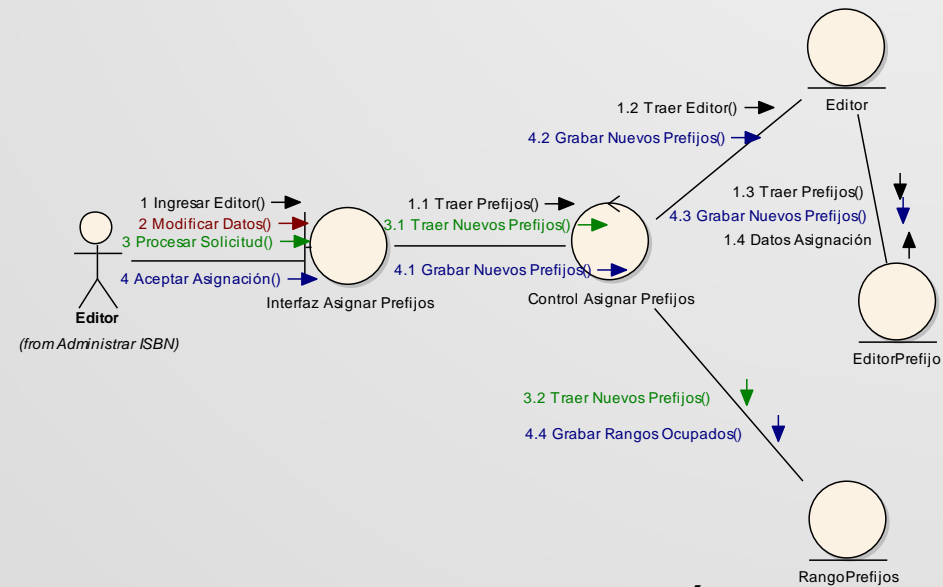 Editor
1.2 Traer Editor()
4.2 Grabar Nuevos Prefijos()
1 Ingresar Editor()
2 Modificar Datos()
3 Procesar Solicitud()
4 Aceptar Asignación()
Editor
(from Administrar ISBN)
Interfaz Asignar Prefijos
1.1 Traer Prefijos()
3.1 Traer Nuevos Prefijos()
4.1 Grabar Nuevos Prefijos()
Control Asignar Prefijos
1.3 Traer Prefijos()
4.3 Grabar Nuevos Prefijos()
1.4 Datos Asignación
EditorPrefijo
3.2 Traer Nuevos Prefijos()
4.4 Grabar Rangos Ocupados()
RangoPrefijos